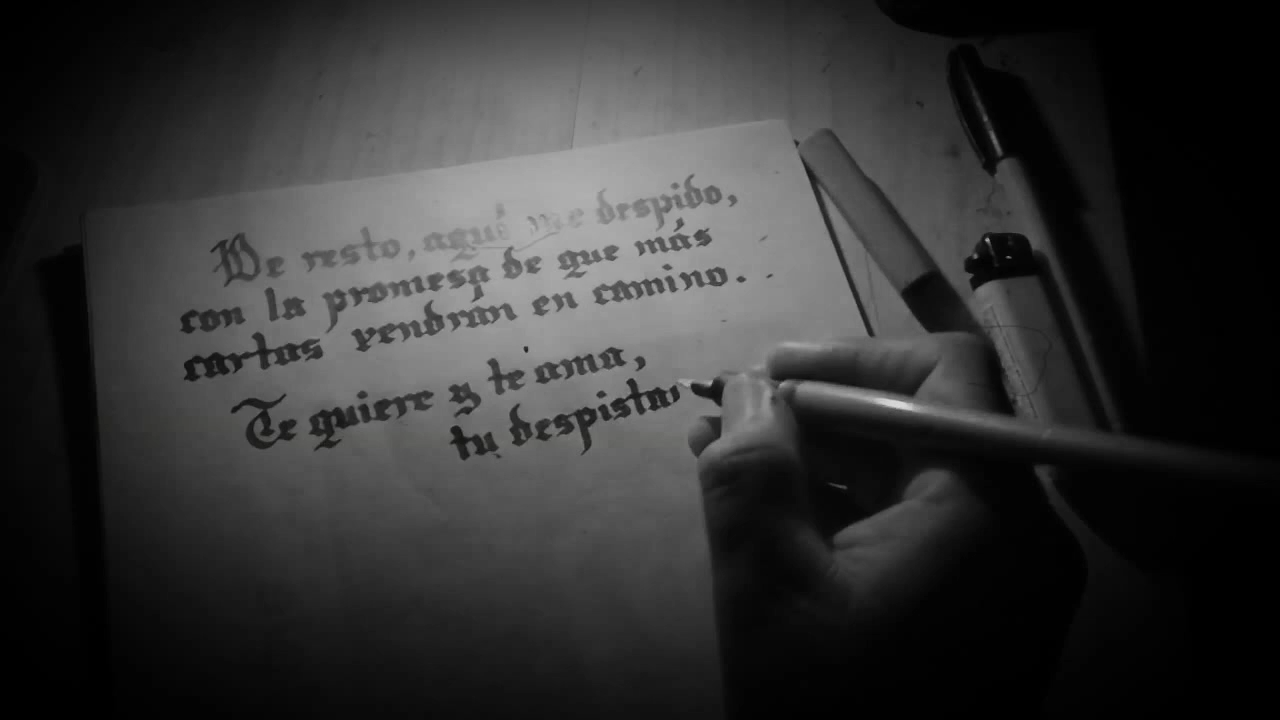 De resto, aquí me despido,
con la promesa de que más
cartas vendrán en camino.
Te quiere y te ama,
tu despista